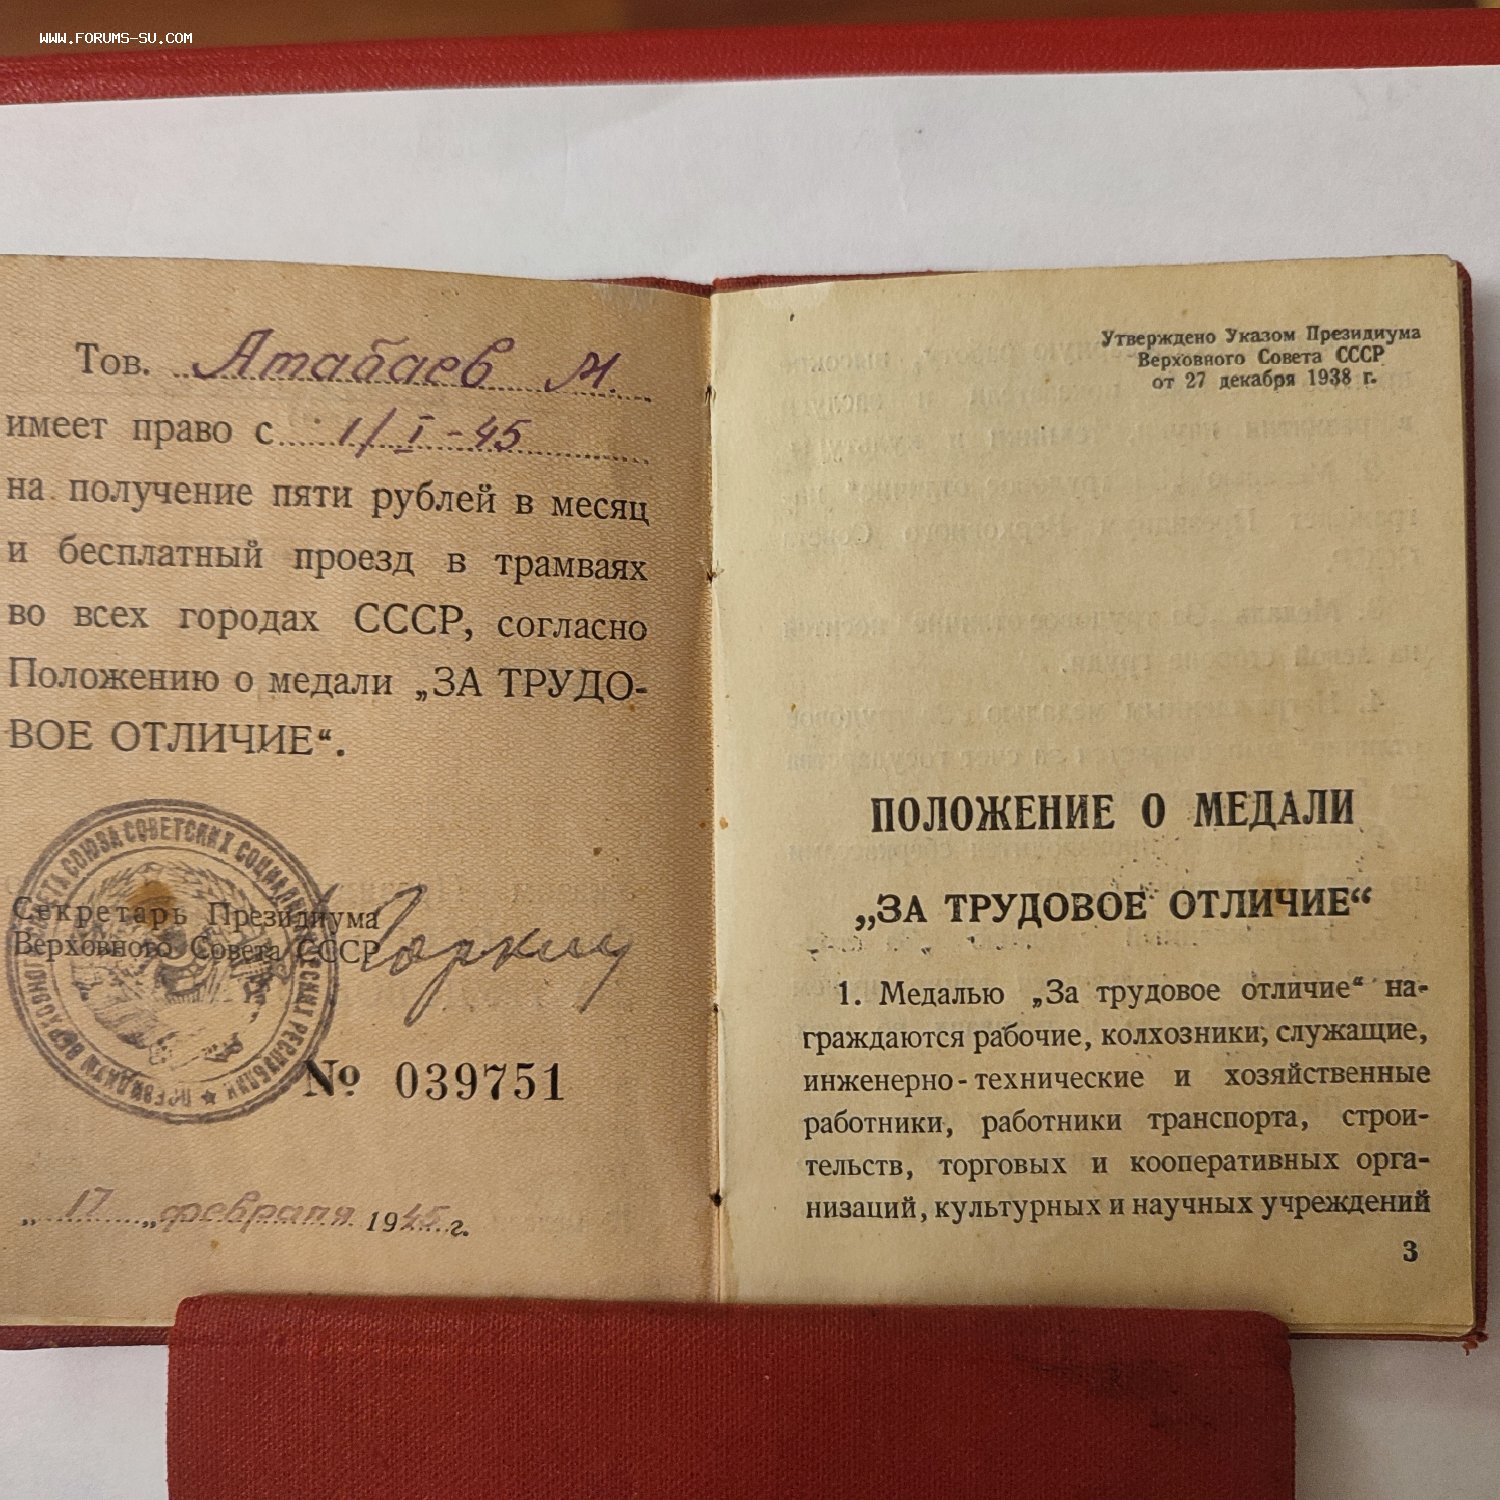 www.forums-su.com
Тов. Атабаев М.
имеет право с 1/I-45
на получение пяти рублей в месяц
и бесплатный проезд в трамваях
во всех городах СССР, согласно
Положению о медали „ЗА ТРУДО-
ВОЕ ОТЛИЧИЕ“.
Секретарь Президиума
Верховного Совета СССР
Горкин
№ 039751
„17„ февраля 1945 г.
Утверждено Указом Президиума
Верховного Совета СССР
от 27 декабря 1938 г.
ПОЛОЖЕНИЕ О МЕДАЛИ
„ЗА ТРУДОВОЕ ОТЛИЧИЕ“
1. Медалью „За трудовое отличие“ на-
граждаются рабочие, колхозники, служащие,
инженерно-технические и хозяйственные
работники, работники транспорта, строи-
тельств, торговых и кооперативных орга-
низаций, культурных и научных учреждений
3